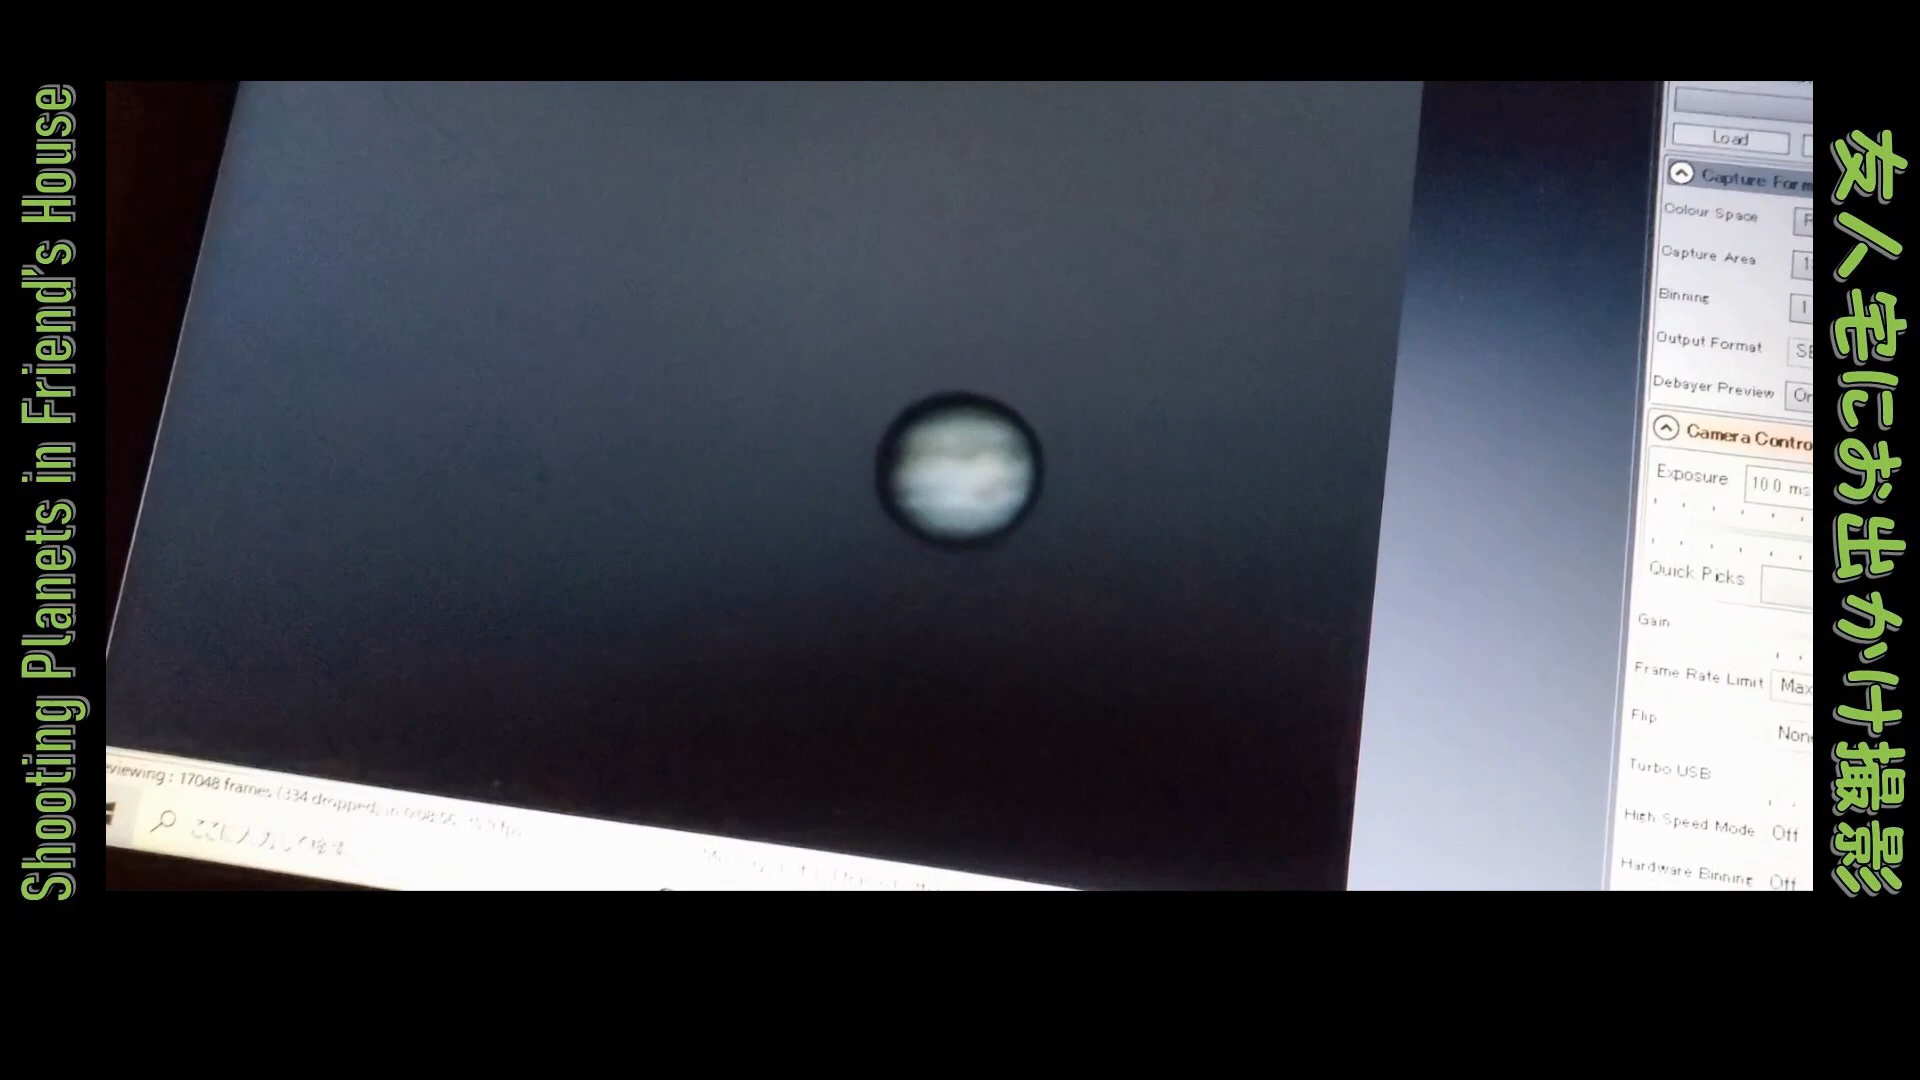 Shooting Planets in Friend's House
友人宅にお出かけ撮影
Load
Capture Form
Colour Space
Capture Area
Binning
1
Output Format
Debayer Preview
Camera Contro
Exposure 10.0 ms
Quick Picks
Gain
Frame Rate Limit Max
Flip
Turbo USB
High Speed Mode Off
Hardware Binning Off
viewing : 17048 frames (334 dropped) in